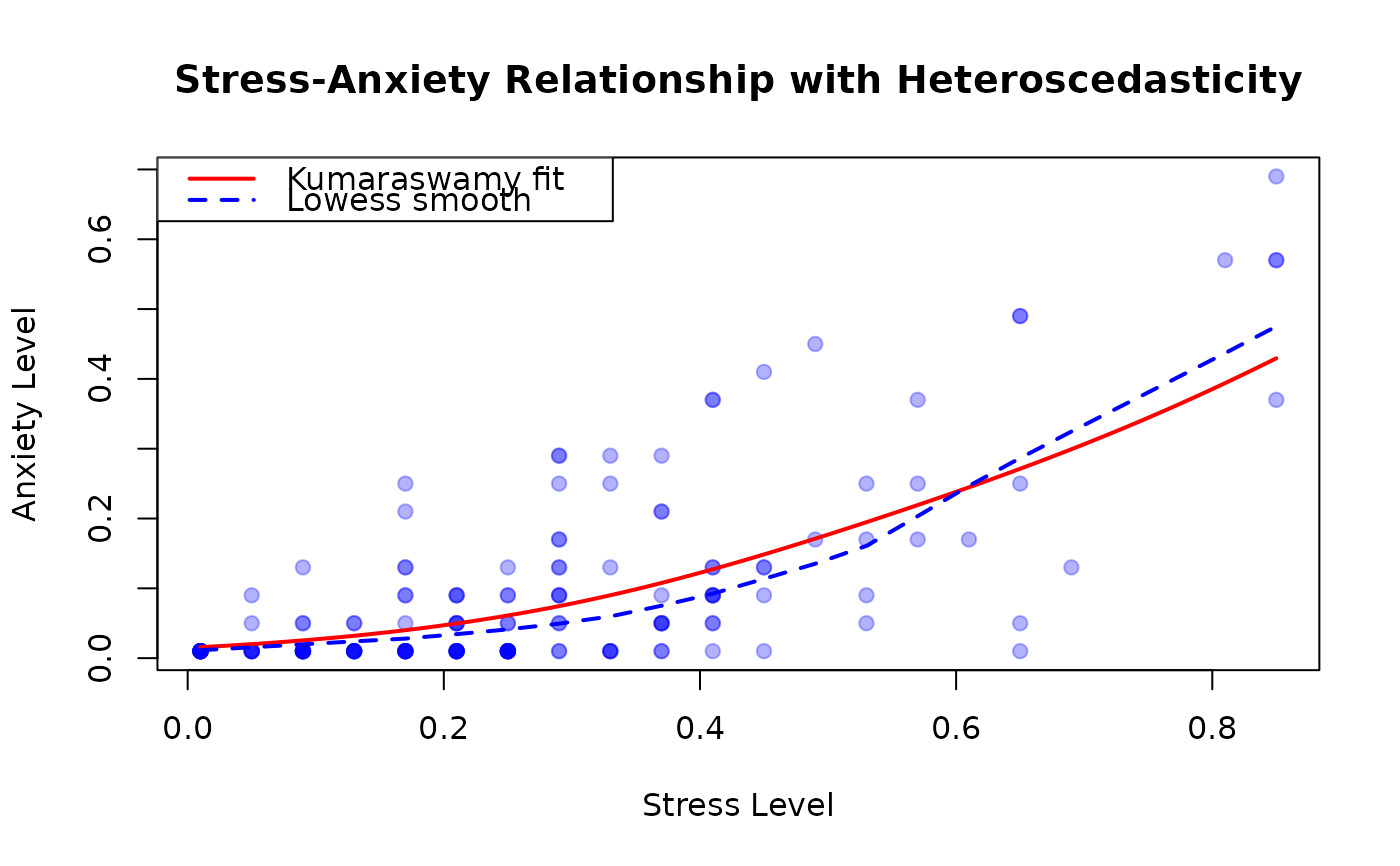 Stress-Anxiety Relationship with Heteroscedasticity
Kumaraswamy fit
Lowess smooth
Anxiety Level
0.6
0.4
0.2
0.0
0.0 0.2 0.4 0.6 0.8
Stress Level